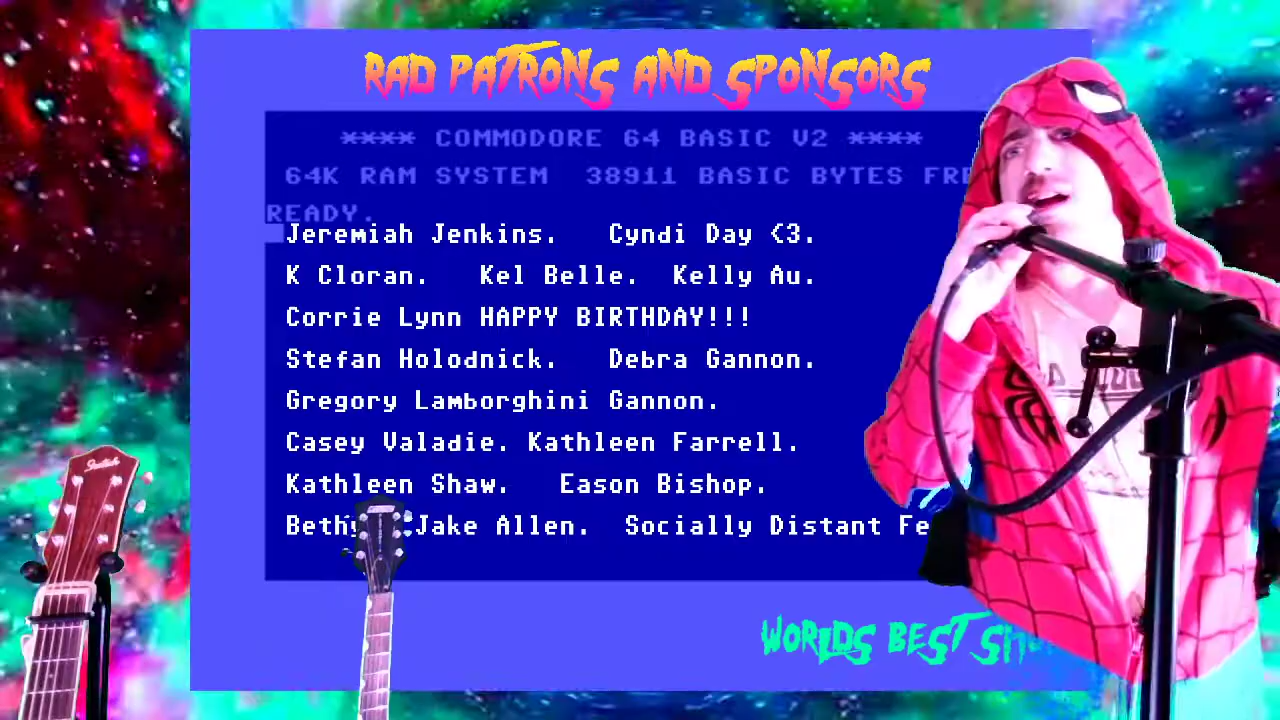 RAD PATRONS AND SPONSORS
**** COMMODORE 64 BASIC V2 ****
64K RAM SYSTEM 38911 BASIC BYTES FRE
READY.
Jeremiah Jenkins. Cyndi Day <3.
K Cloran. Kel Belle. Kelly Au.
Corrie Lynn HAPPY BIRTHDAY!!!
Stefan Holodnick. Debra Gannon.
Gregory Lamborghini Gannon.
Casey Valadie. Kathleen Farrell.
Kathleen Shaw. Eason Bishop.
Jake Allen. Socially Distant Fe
WORLDS BEST